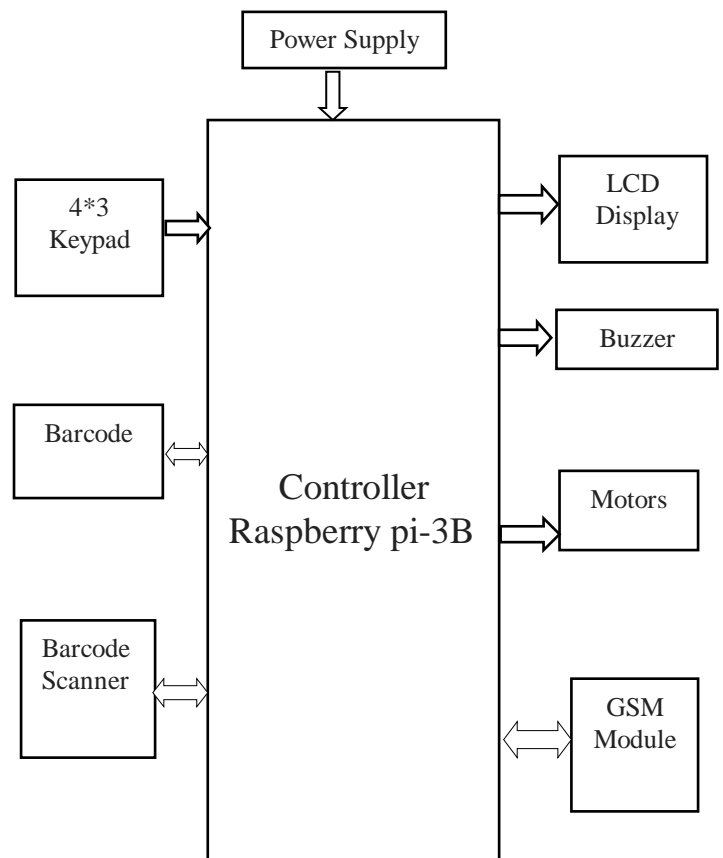 Power Supply
4*3
Keypad
LCD
Display
Buzzer
Barcode
Controller
Raspberry pi-3B
Motors
Barcode
Scanner
GSM
Module